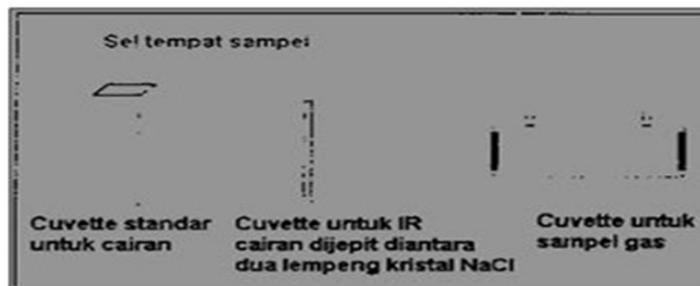 Sel tempat sampel
Cuvette standar
untuk cairan
Cuvette untuk IR
cairan dijepit diantara
dua lempeng kristal NaCl
Cuvette untuk
sampel gas